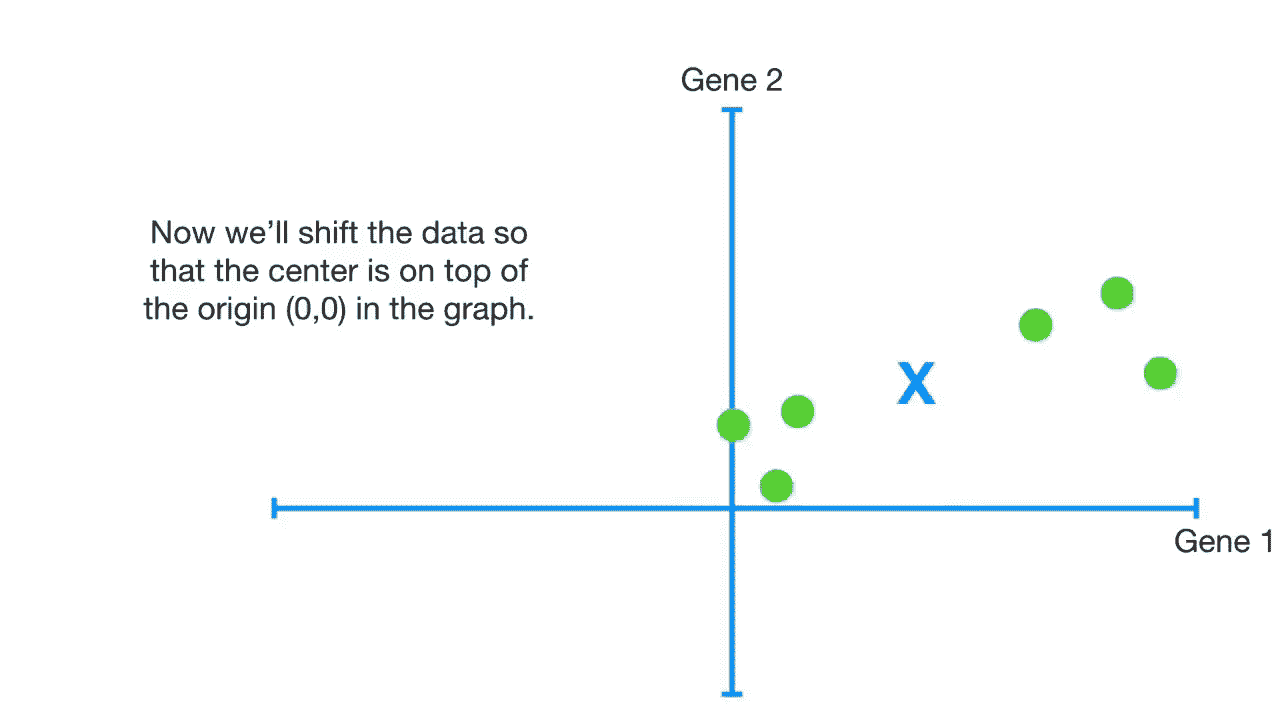 Gene 2
Now we'll shift the data so
that the center is on top of
the origin (0,0) in the graph.
X
Gene 1